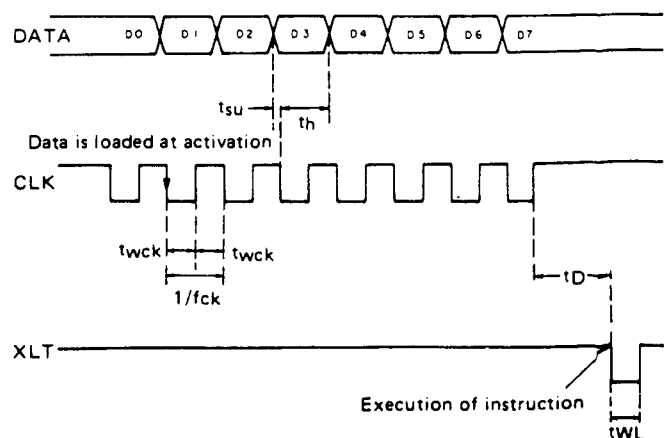 DATA D0 D1 D2 D3 D4 D5 D6 D7
tsu th
Data is loaded at activation
CLK
twck twck
1/fck
tD
XLT
Execution of instruction
tWL